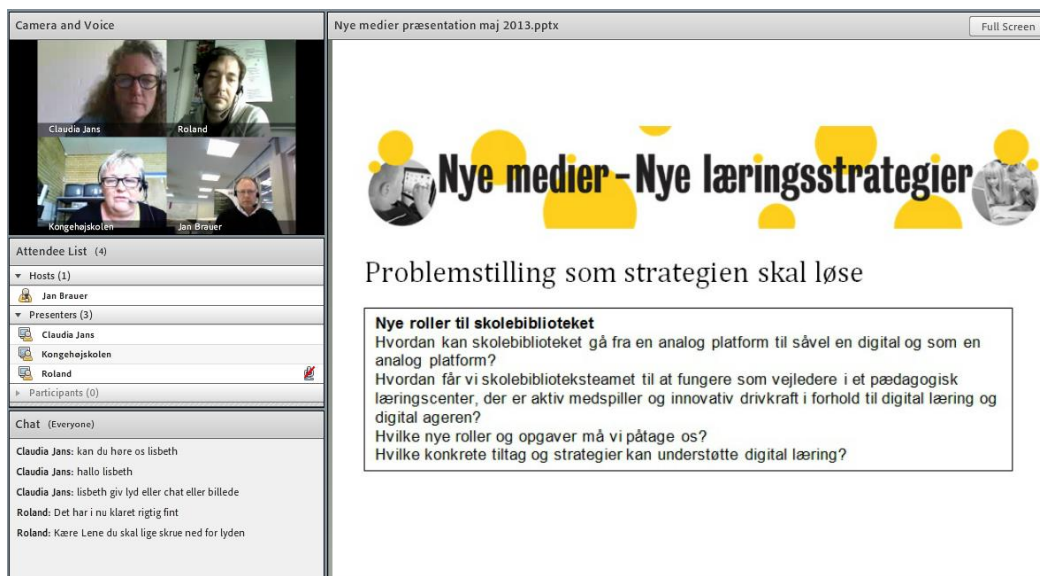 Camera and Voice
Claudia Jans
Roland
Kongehøjskolen
Jan Brauer
Attendee List (4)
Hosts (1)
Jan Brauer
Presenters (3)
Claudia Jans
Kongehøjskolen
Roland
Participants (0)
Chat (Everyone)
Claudia Jans: kan du høre os lisbeth
Claudia Jans: hallo lisbeth
Claudia Jans: lisbeth giv lyd eller chat eller billede
Roland: Det har i nu klaret rigtig fint
Roland: Kære Lene du skal lige skrue ned for lyden
Nye medier præsentation maj 2013.pptx
Full Screen
Nye medier - Nye læringsstrategier
Problemstilling som strategien skal løse
Nye roller til skolebiblioteket
Hvordan kan skolebiblioteket gå fra en analog platform til såvel en digital og som en
analog platform?
Hvordan får vi skolebiblioteksteamet til at fungere som vejledere i et pædagogisk
læringscenter, der er aktiv medspiller og innovativ drivkraft i forhold til digital læring og
digital ageren?
Hvilke nye roller og opgaver må vi påtage os?
Hvilke konkrete tiltag og strategier kan understøtte digital læring?